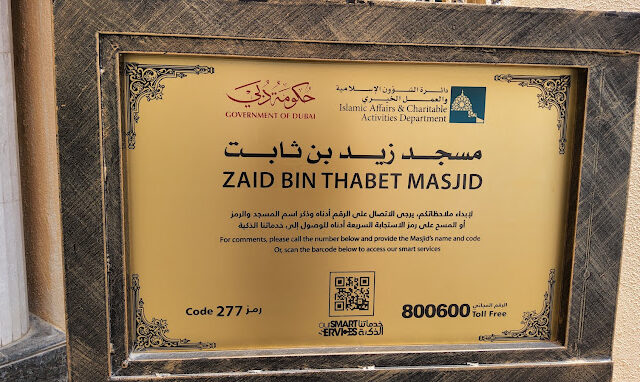 حكومة دبي
GOVERNMENT OF DUBAI
دائرة الشؤون الإسلامية
والعمل الخيري
Islamic Affairs & Charitable
Activities Department
مسجد زيد بن ثابت
ZAID BIN THABET MASJID
لإبداء ملاحظاتكم، يرجى الاتصال على الرقم أدناه وذكر اسم المسجد والرمز
أو المسح على رمز الاستجابة السريعة أدناه للوصول إلى خدماتنا الذكية
For comments, please call the number below and provide the Masjid's name and code
Or, scan the barcode below to access our smart services
Code 277 رمز
ourSMART خدماتنا
SERVICES الذكية
800600 الرقم المجاني
Toll Free